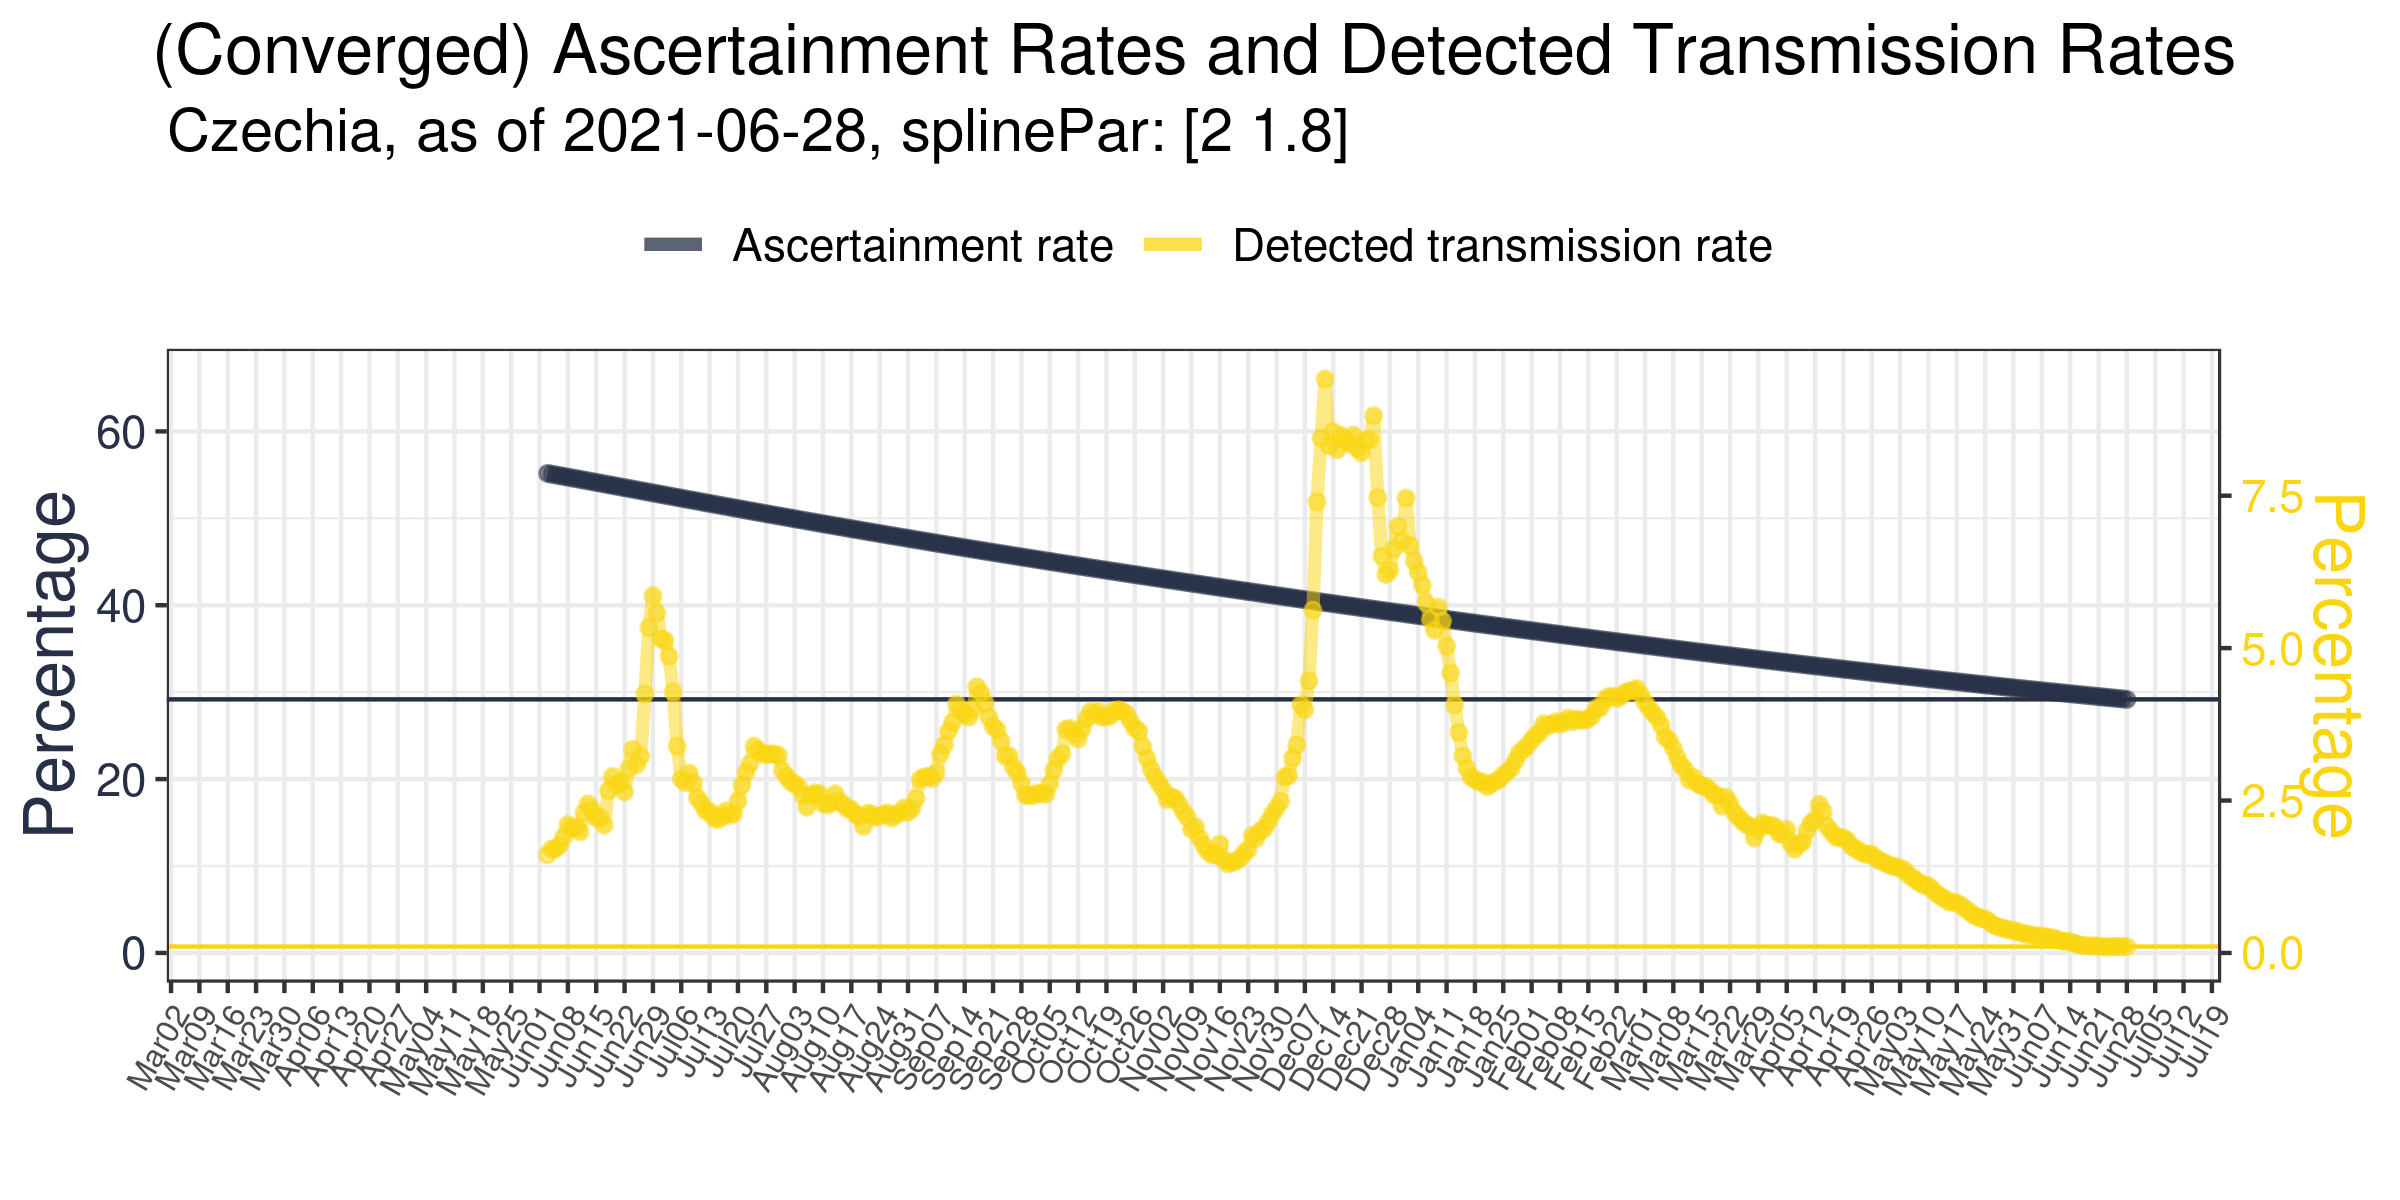 (Converged) Ascertainment Rates and Detected Transmission Rates
Czechia, as of 2021-06-28, splinePar: [2 1.8]
Ascertainment rate
Detected transmission rate
Percentage
60
40
20
0
7.5
5.0
2.5
0.0
Percentage
Mar02
Mar09
Mar16
Mar23
Mar30
Apr06
Apr13
Apr20
Apr27
May04
May11
May18
May25
Jun01
Jun08
Jun15
Jun22
Jun29
Jul06
Jul13
Jul20
Jul27
Aug03
Aug10
Aug17
Aug24
Aug31
Sep07
Sep14
Sep21
Sep28
Oct05
Oct12
Oct19
Oct26
Nov02
Nov09
Nov16
Nov23
Nov30
Dec07
Dec14
Dec21
Dec28
Jan04
Jan11
Jan18
Jan25
Feb01
Feb08
Feb15
Feb22
Mar01
Mar08
Mar15
Mar22
Mar29
Apr05
Apr12
Apr19
Apr26
May03
May10
May17
May24
May31
Jun07
Jun14
Jun21
Jun28
Jul05
Jul12
Jul19